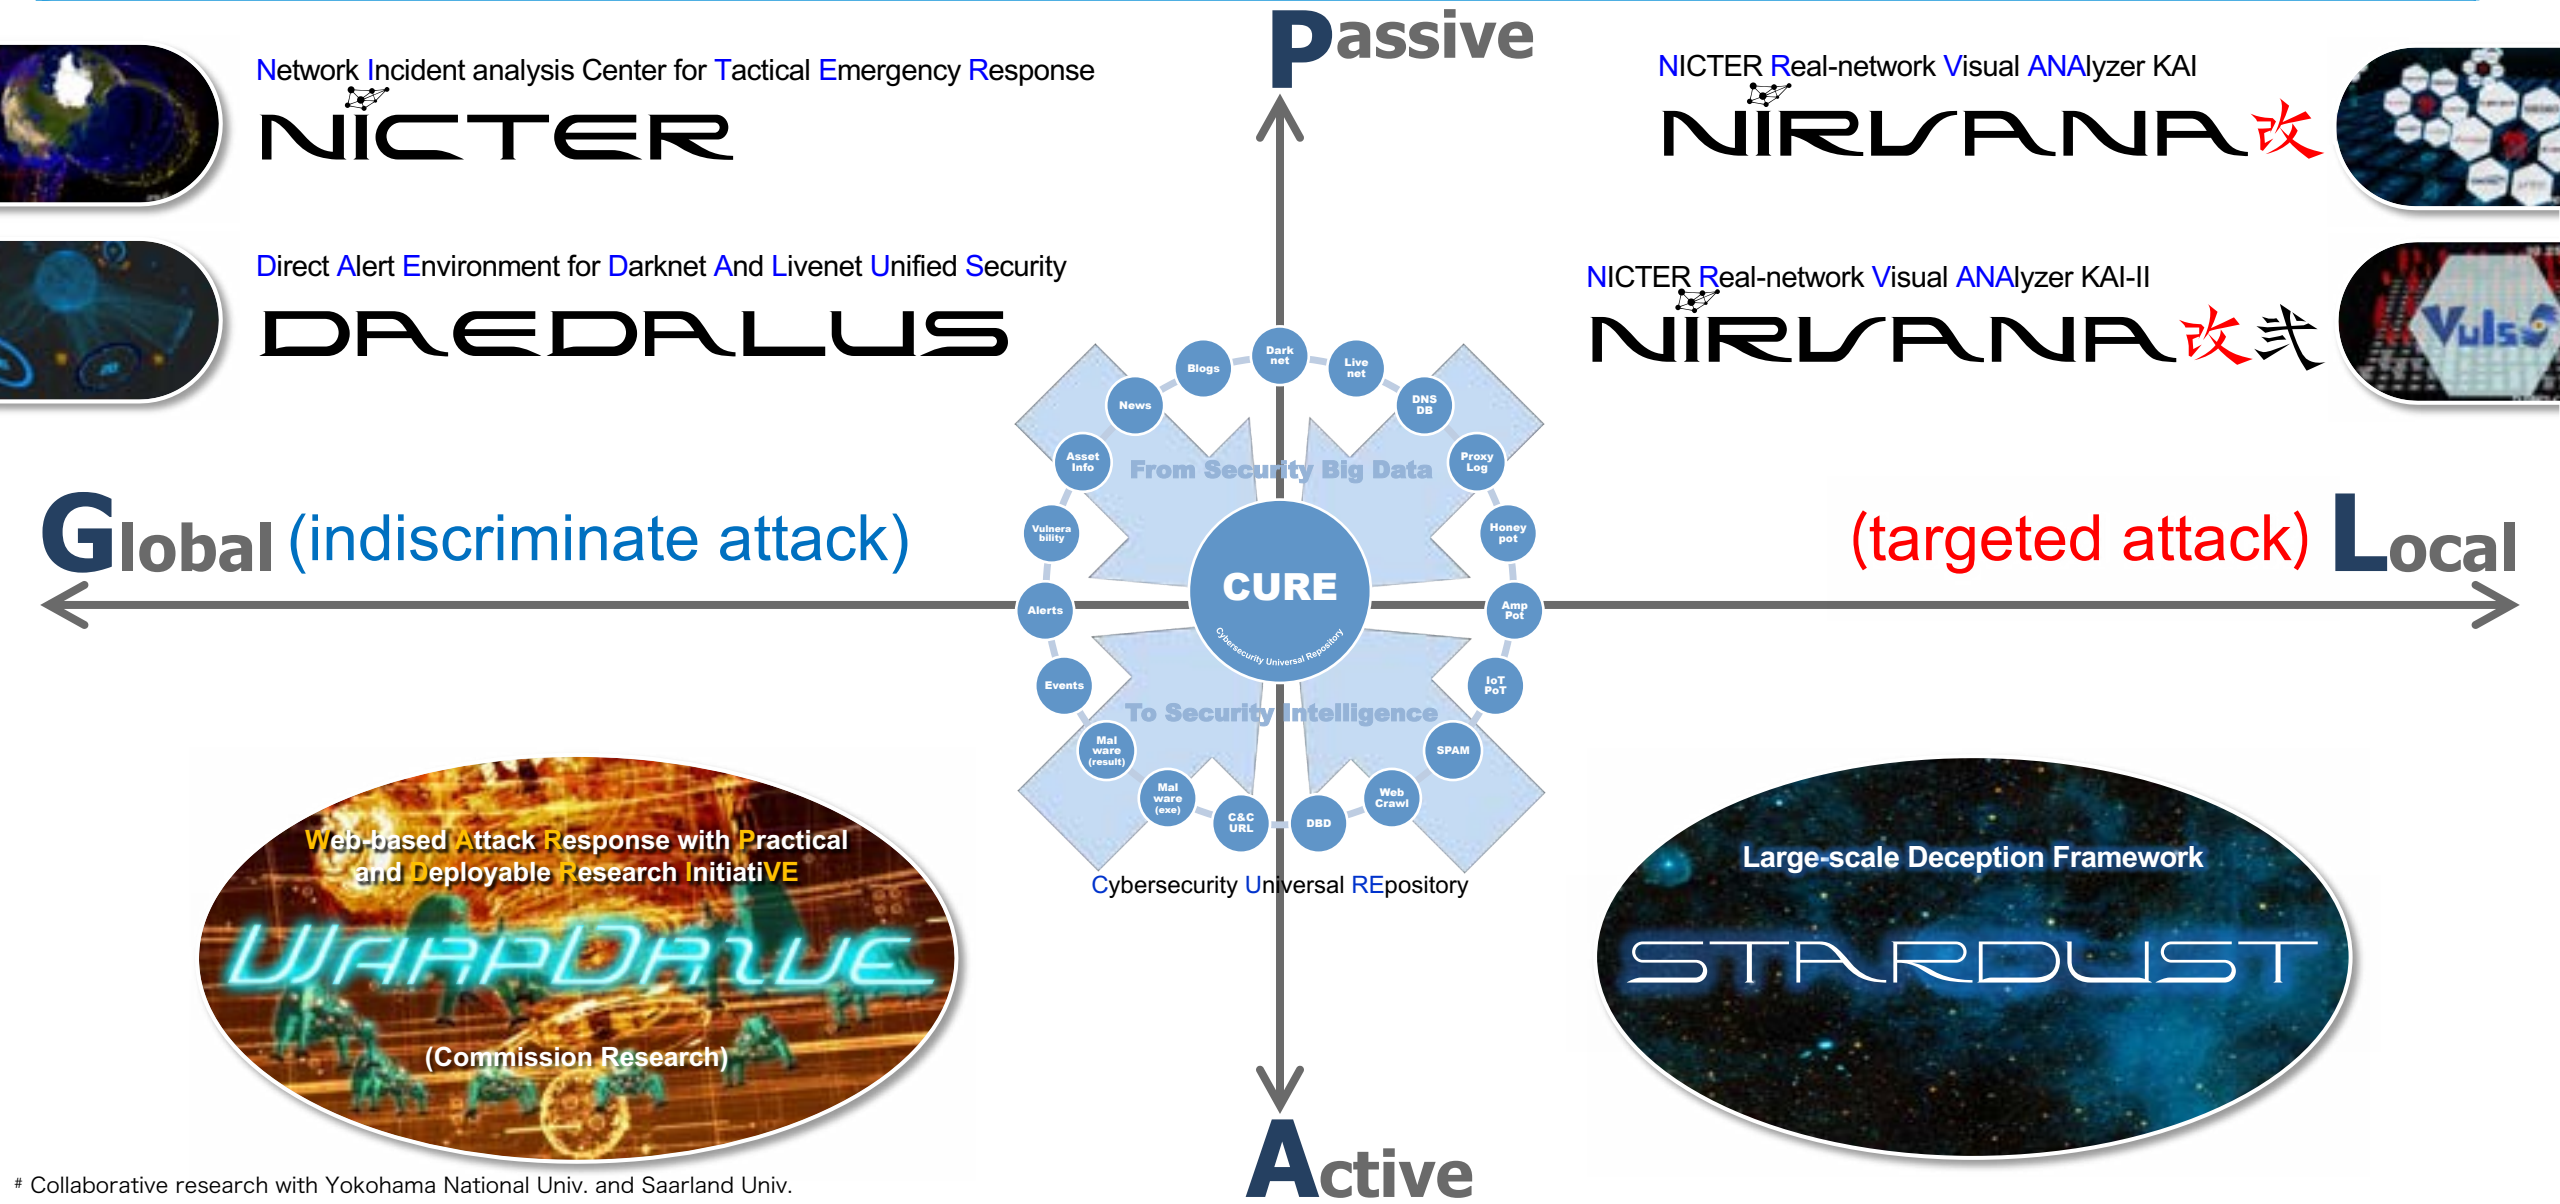 Passive
Network Incident analysis Center for Tactical Emergency Response
NICTER
NICTER Real-network Visual ANAlyzer KAI
NIRVANA改
Direct Alert Environment for Darknet And Livenet Unified Security
DAEDALUS
NICTER Real-network Visual ANAlyzer KAI-II
NIRVANA改弐
Global (indiscriminate attack)
(targeted attack) Local
Dark
net
Live
net
DNS
DB
Proxy
Log
Honey
pot
Amp
Pot
IoT
PoT
SPAM
Web
Crawl
DBD
C&C
URL
Mal
ware
(exe)
Mal
ware
(result)
Events
Alerts
Vulnera
bility
Asset
Info
News
Blogs
From Security Big Data
CURE
Cybersecurity Universal Repository
To Security Intelligence
Cybersecurity Universal REpository
Web-based Attack Response with Practical
and Deployable Research InitiatiVE
WARPDRIVE
(Commission Research)
Large-scale Deception Framework
STARDUST
Active
# Collaborative research with Yokohama National Univ. and Saarland Univ.